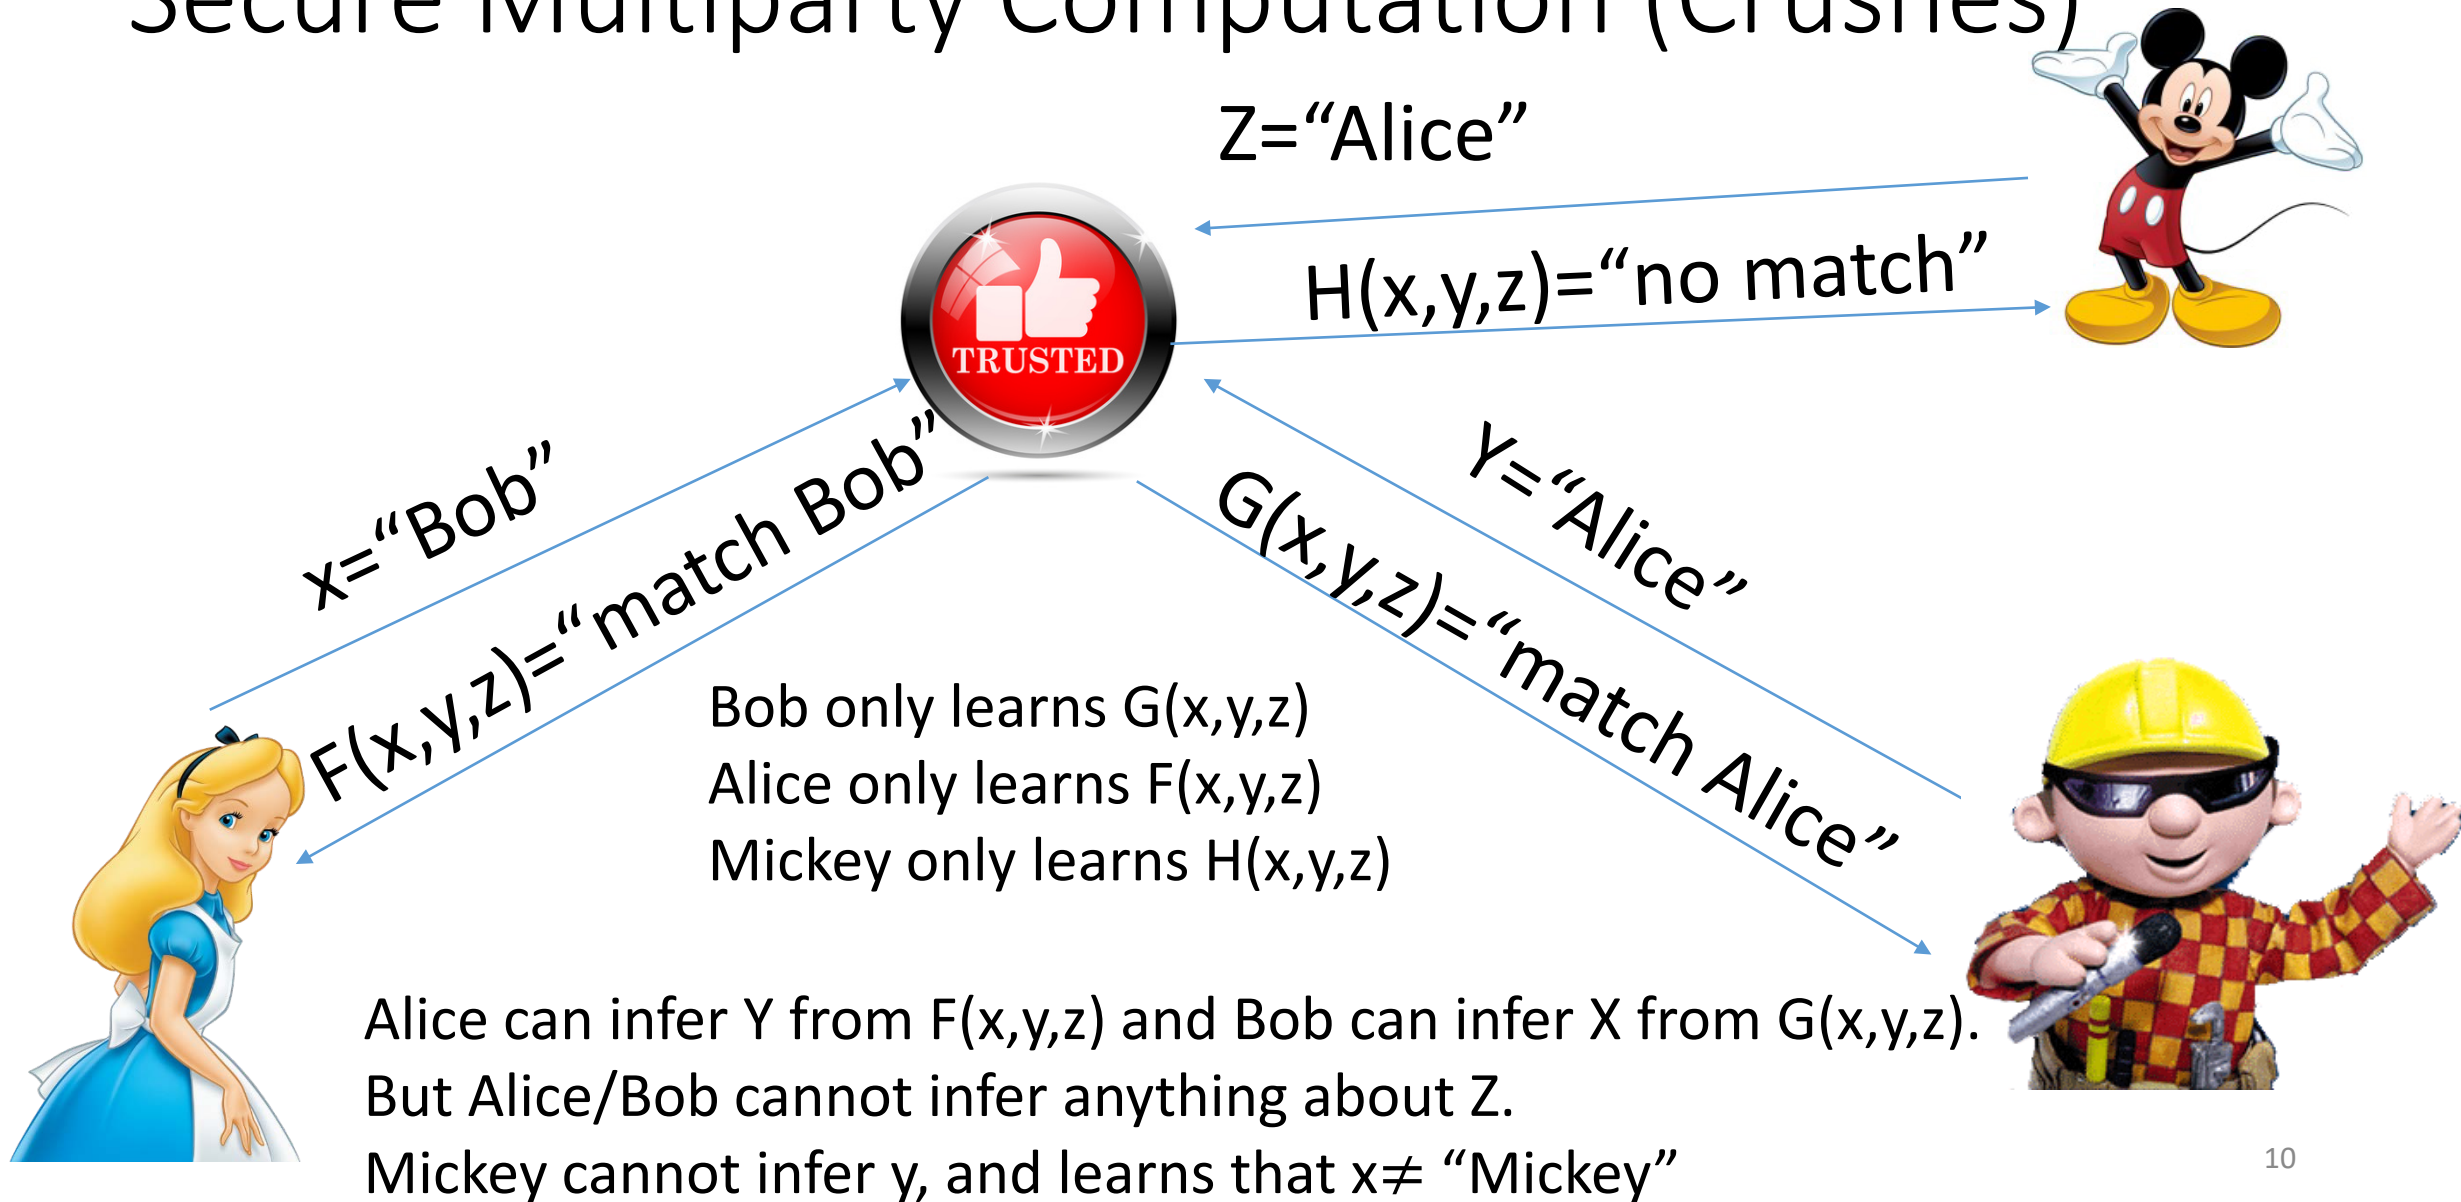 Secure Multiparty Computation (Crushes)
Z=“Alice”
H(x,y,z)=“no match”
TRUSTED
x=“Bob”
F(x,y,z)=“match Bob”
Y=“Alice”
G(x,y,z)=“match Alice”
Bob only learns G(x,y,z)
Alice only learns F(x,y,z)
Mickey only learns H(x,y,z)
Alice can infer Y from F(x,y,z) and Bob can infer X from G(x,y,z).
But Alice/Bob cannot infer anything about Z.
Mickey cannot infer y, and learns that x≠ “Mickey”
10